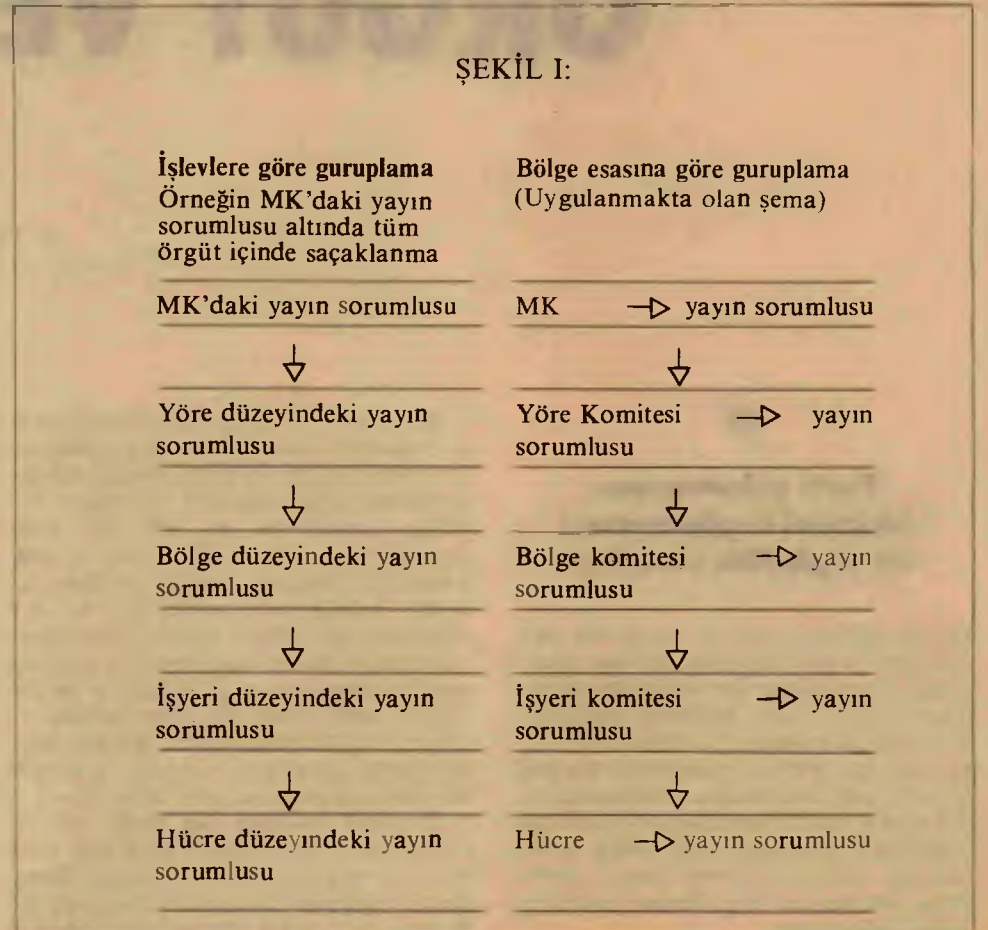 ŞEKİL I:
İşlevlere göre guruplama
Örneğin MK'daki yayın
sorumlusu altında tüm
örgüt içinde saçaklanma
MK'daki yayın sorumlusu
Yöre düzeyindeki yayın
sorumlusu
Bölge düzeyindeki yayın
sorumlusu
İşyeri düzeyindeki yayın
sorumlusu
Hücre düzeyındeki yayın
sorumlusu
Bölge esasına göre guruplama
(Uygulanmakta olan şema)
MK yayın sorumlusu
Yöre Komitesi yayın
sorumlusu
Bölge komitesi yayın
sorumlusu
İşyeri komitesi yayın
sorumlusu
Hücre yayın sorumlusu